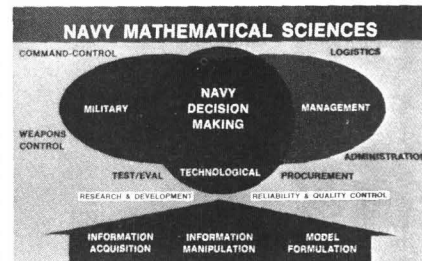 NAVY MATHEMATICAL SCIENCES
COMMAND-CONTROL
LOGISTICS
NAVY
DECISION
MAKING
MILITARY
MANAGEMENT
WEAPONS
CONTROL
ADMINISTRATION
TEST/EVAL
TECHNOLOGICAL
PROCUREMENT
RESEARCH & DEVELOPMENT
RELIABILITY & QUALITY CONTROL
INFORMATION
ACQUISITION
INFORMATION
MANIPULATION
MODEL
FORMULATION